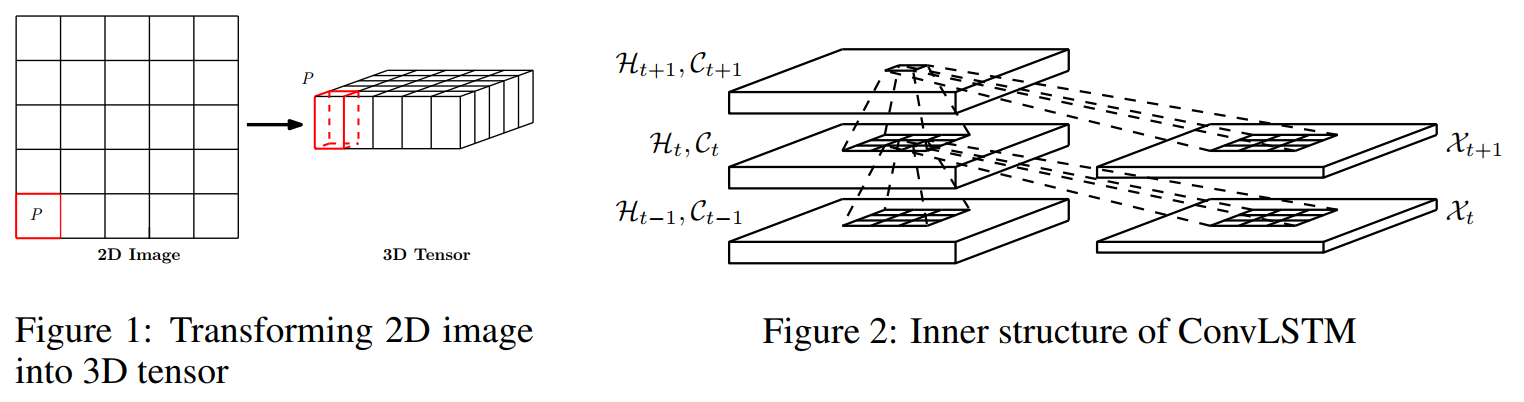 P
2D Image
P
3D Tensor
Figure 1: Transforming 2D image
into 3D tensor
ℋₜ₊₁, 𝒞ₜ₊₁
ℋₜ, 𝒞ₜ
ℋₜ₋₁, 𝒞ₜ₋₁
𝒳ₜ₊₁
𝒳ₜ
Figure 2: Inner structure of ConvLSTM